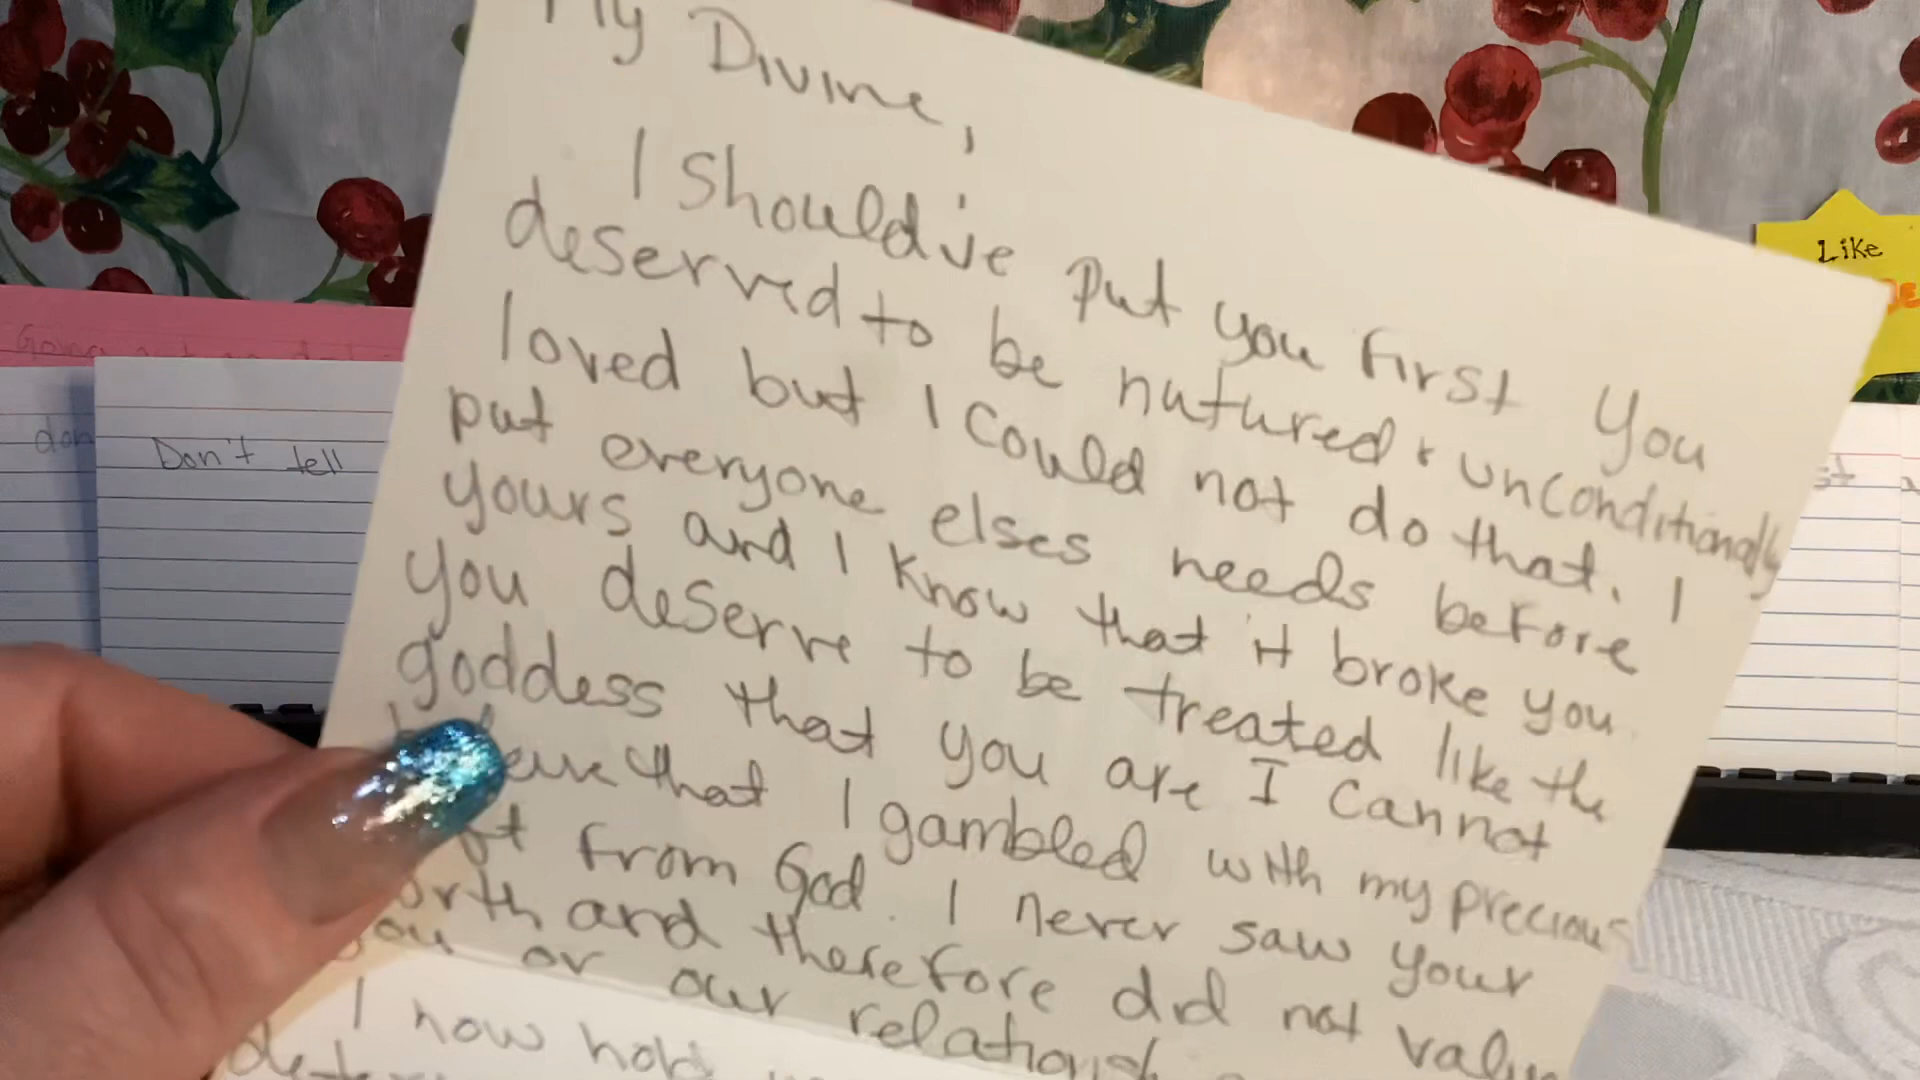 My Divine,
I Should've put you first You
deserved to be nutured & unconditionally
loved but I could not do that. I
put everyone elses needs before
yours and I know that it broke you
you deserve to be treated like the
goddess that you are I cannot
that I gambled with my precious
from God. I never saw your
and therefore did not
or our
I now hold
Like
Don't tell